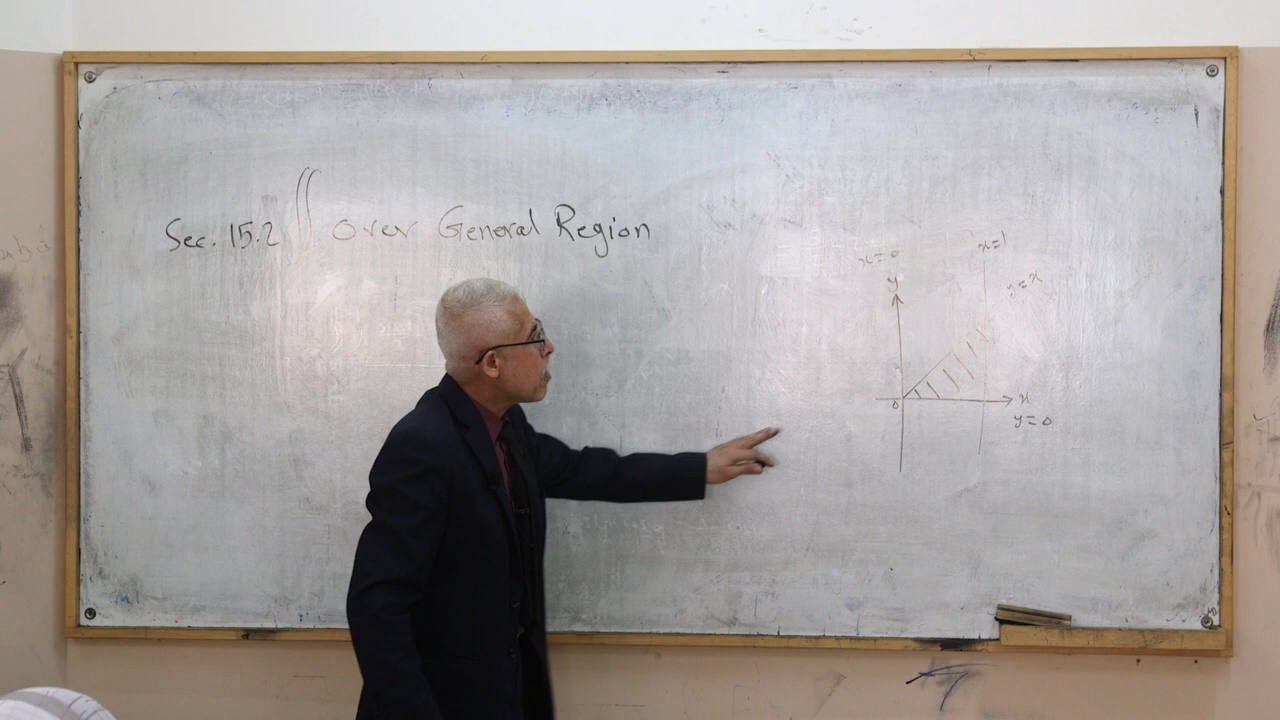 Sec. 15.2 ∬ over General Region
x=0
x=1
y
y=x
0
x
y=0